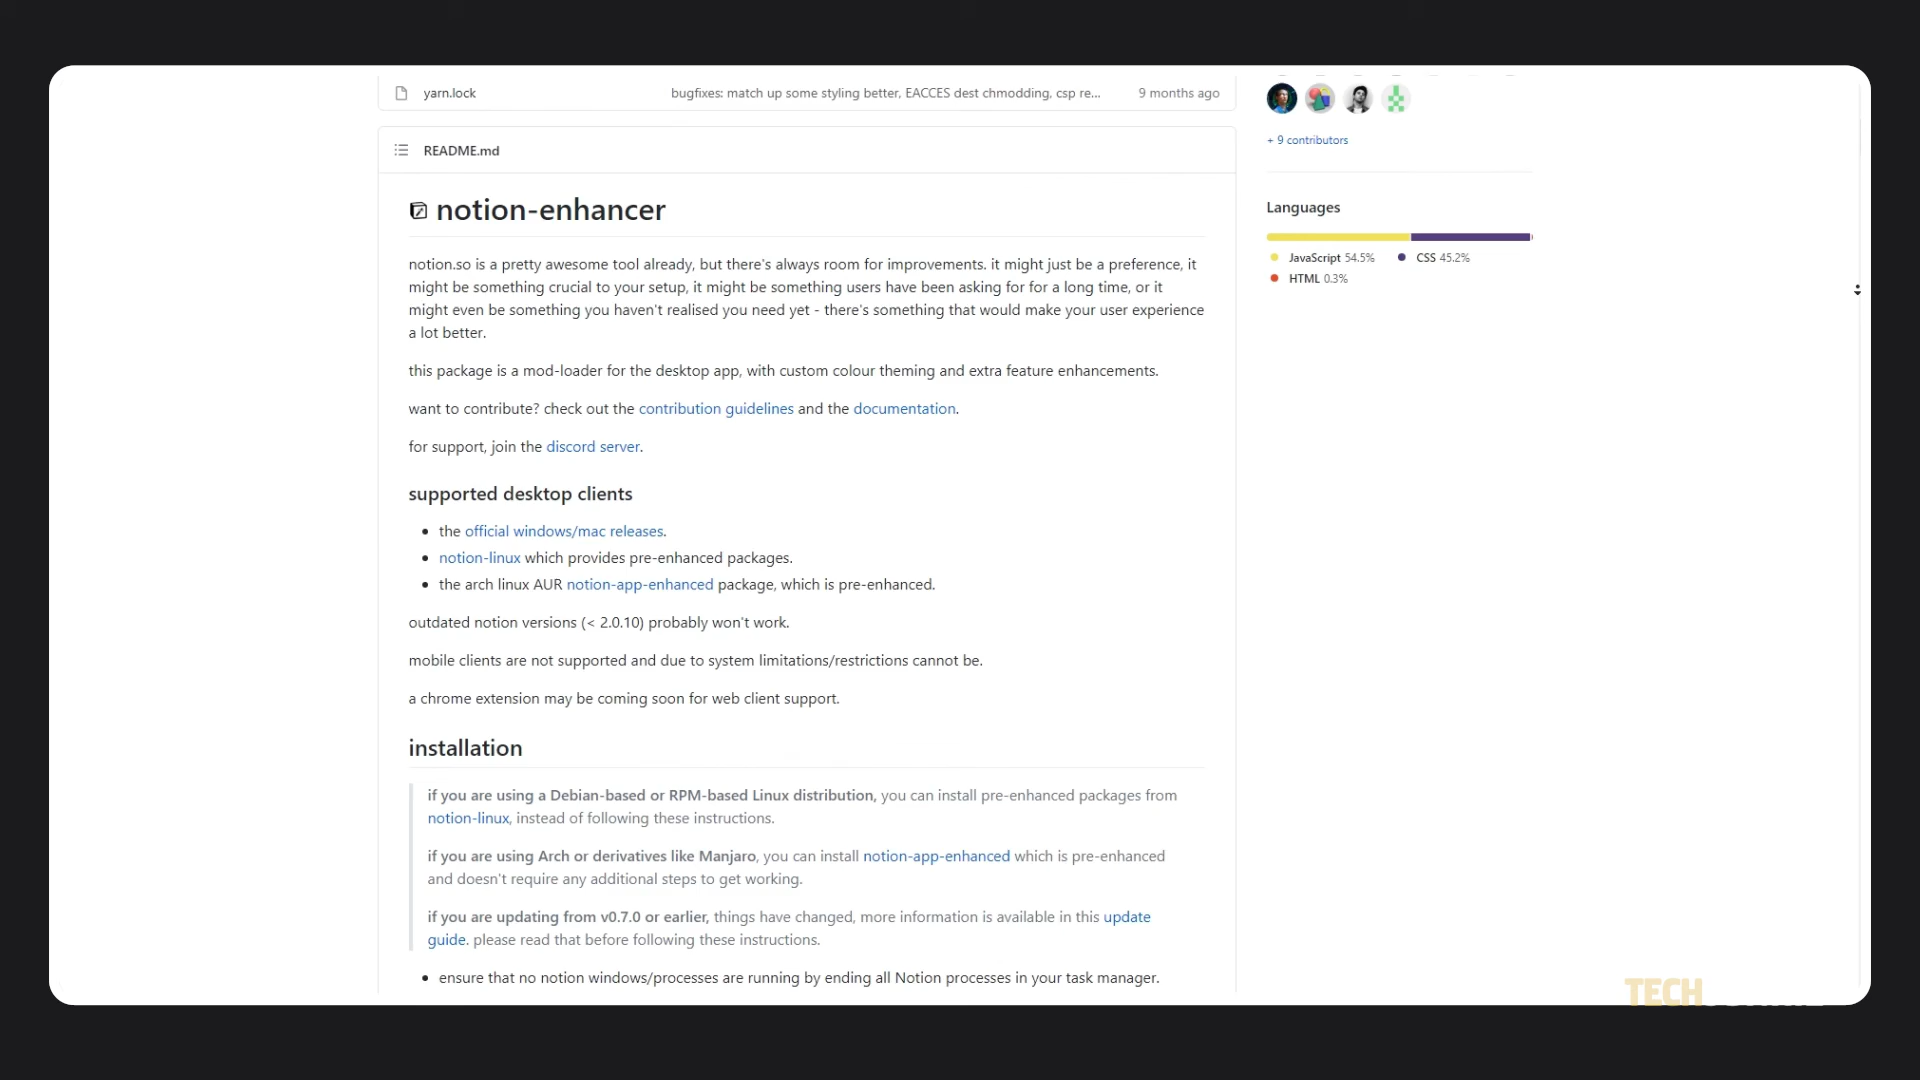 yarn.lock bugfixes: match up some styling better, EACCES dest chmodding, csp re... 9 months ago
+ 9 contributors
README.md
notion-enhancer
Languages
JavaScript 54.5% CSS 45.2%
HTML 0.3%
notion.so is a pretty awesome tool already, but there's always room for improvements. it might just be a preference, it
might be something crucial to your setup, it might be something users have been asking for for a long time, or it
might even be something you haven't realised you need yet - there's something that would make your user experience
a lot better.
this package is a mod-loader for the desktop app, with custom colour theming and extra feature enhancements.
want to contribute? check out the contribution guidelines and the documentation.
for support, join the discord server.
supported desktop clients
• the official windows/mac releases.
• notion-linux which provides pre-enhanced packages.
• the arch linux AUR notion-app-enhanced package, which is pre-enhanced.
outdated notion versions (< 2.0.10) probably won't work.
mobile clients are not supported and due to system limitations/restrictions cannot be.
a chrome extension may be coming soon for web client support.
installation
if you are using a Debian-based or RPM-based Linux distribution, you can install pre-enhanced packages from
notion-linux, instead of following these instructions.
if you are using Arch or derivatives like Manjaro, you can install notion-app-enhanced which is pre-enhanced
and doesn't require any additional steps to get working.
if you are updating from v0.7.0 or earlier, things have changed, more information is available in this update
guide. please read that before following these instructions.
• ensure that no notion windows/processes are running by ending all Notion processes in your task manager.
TECH